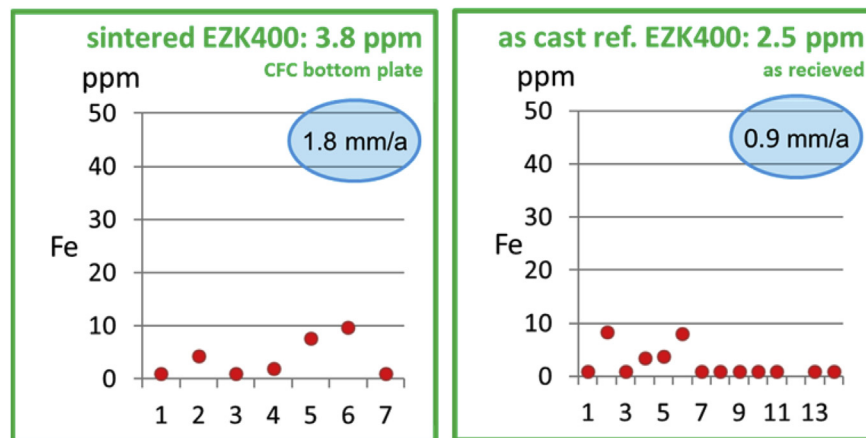 sintered EZK400: 3.8 ppm
CFC bottom plate
ppm
50
40
30
20
10
0
Fe
1.8 mm/a
1 2 3 4 5 6 7
as cast ref. EZK400: 2.5 ppm
as recieved
ppm
50
40
30
20
10
0
Fe
0.9 mm/a
1 3 5 7 9 11 13